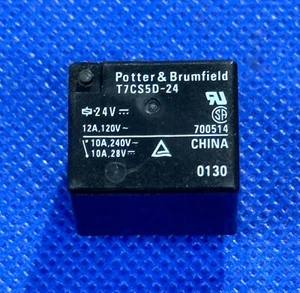 Potter & Brumfield
T7CS5D-24
24V ⎓
12A,120V~ 700514
10A,240V~ CHINA
10A,28V ⎓
0130